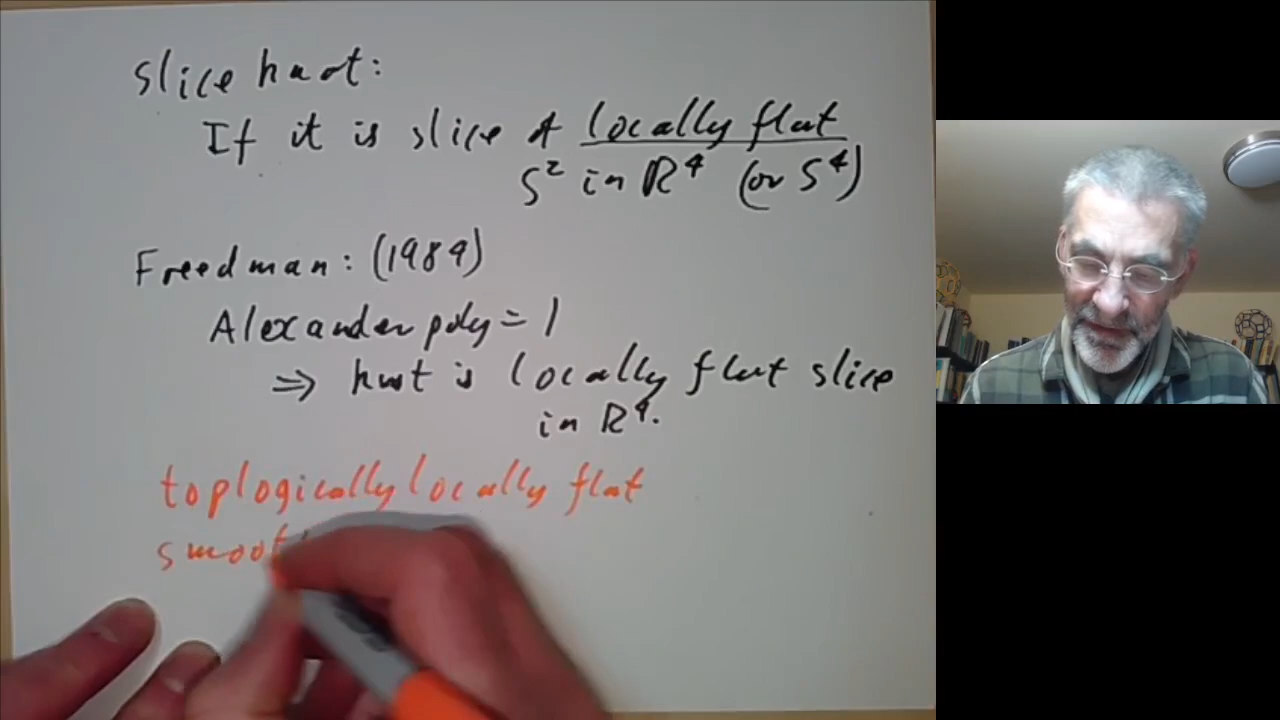 slice knot:
If it is slice of locally flat
S² in ℝ⁴ (or S⁴)
Freedman: (1984)
Alexander poly = 1
⇒ knot is locally flat slice
in ℝ⁴.
toplogically locally flat
smoot